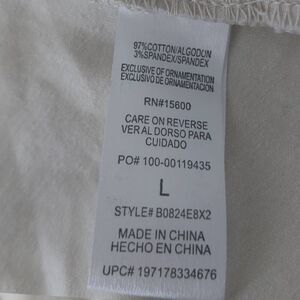 97%COTTON/ALGODON
3%SPANDEX/SPANDEX
EXCLUSIVE OF ORNAMENTATION
EXCLUSIVO DE ORNAMENTACIÓN
RN#15600
CARE ON REVERSE
VER AL DORSO PARA
CUIDADO
PO# 100-00119435
L
STYLE# B0824E8X2
MADE IN CHINA
HECHO EN CHINA
UPC# 197178334676